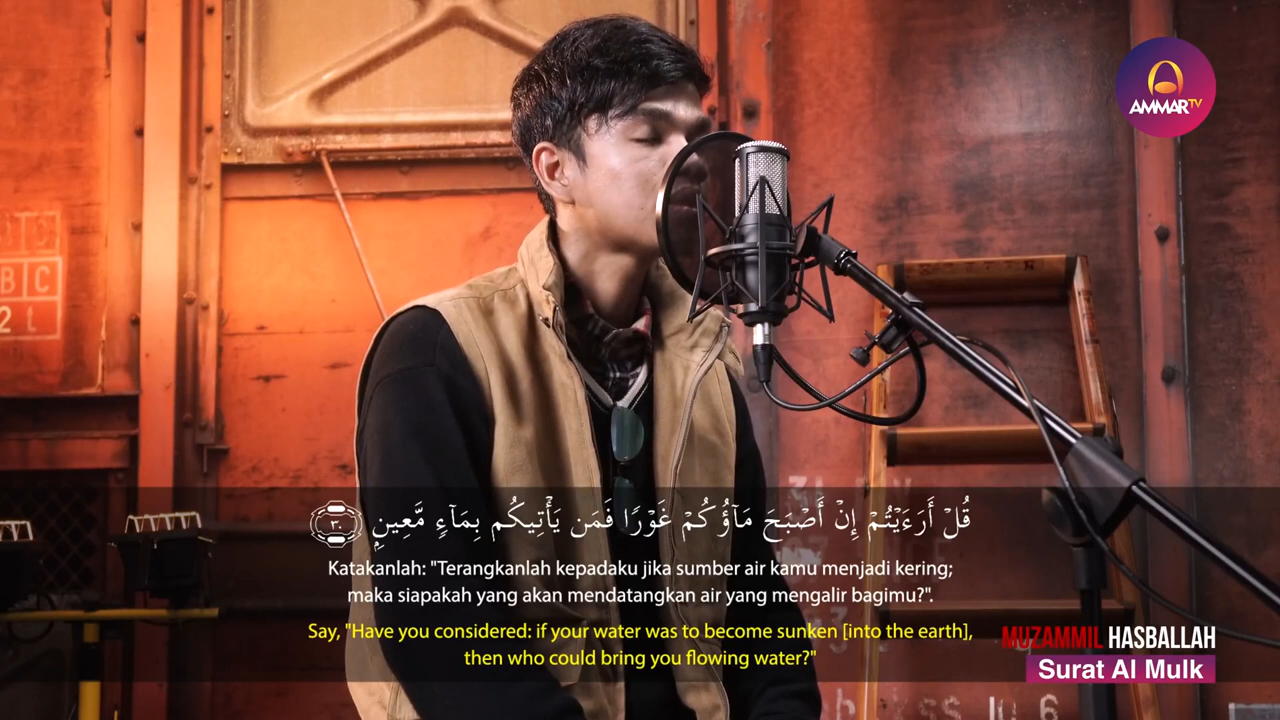 AMMARTV
B C
2 t
قُلْ أَرَءَيْتُمْ إِنْ أَصْبَحَ مَآؤُكُمْ غَوْرًا فَمَن يَأْتِيكُم بِمَآءٍ مَّعِينٍۭ ٣٠
Katakanlah: "Terangkanlah kepadaku jika sumber air kamu menjadi kering;
maka siapakah yang akan mendatangkan air yang mengalir bagimu?".
Say, "Have you considered: if your water was to become sunken [into the earth],
then who could bring you flowing water?"
MUZAMMIL HASBALLAH
Surat Al Mulk